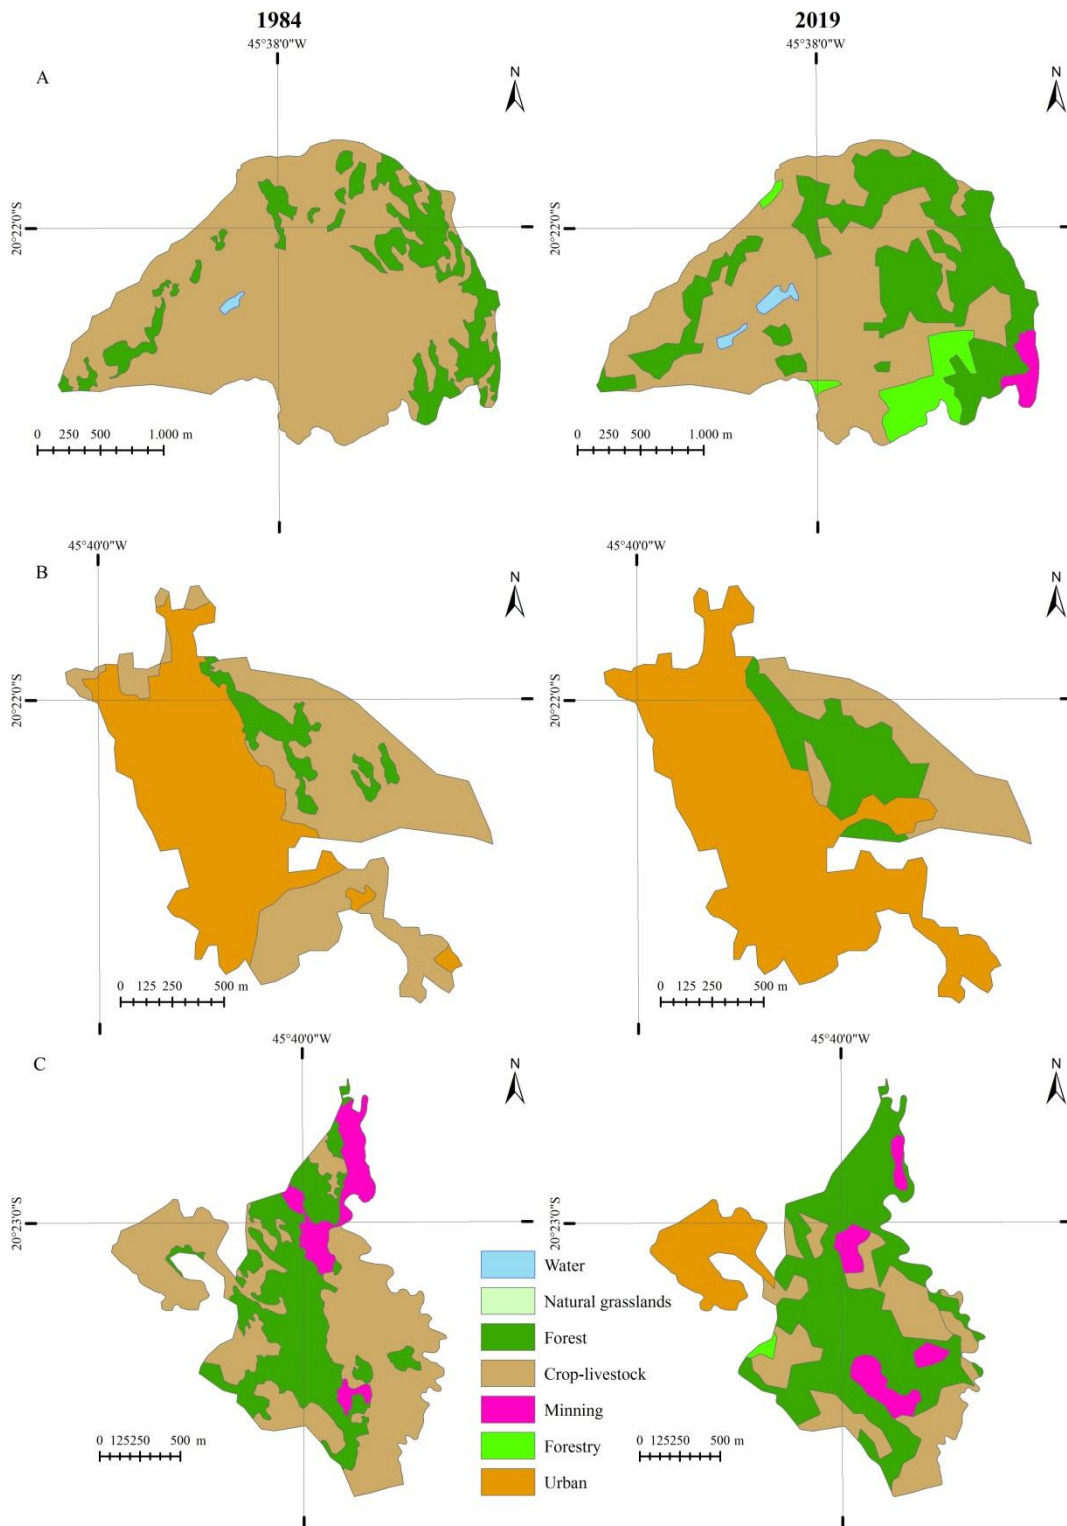 1984 2019
45°38'0"W 45°38'0"W
A N N
20°22'0"S 20°22'0"S
0 250 500 1.000 m 0 250 500 1.000 m
45°40'0"W 45°40'0"W
B N N
20°22'0"S 20°22'0"S
0 125 250 500 m 0 125 250 500 m
45°40'0"W 45°40'0"W
C N N
20°23'0"S 20°23'0"S
Water
Natural grasslands
Forest
Crop-livestock
Minning
Forestry
Urban
0 125250 500 m 0 125250 500 m